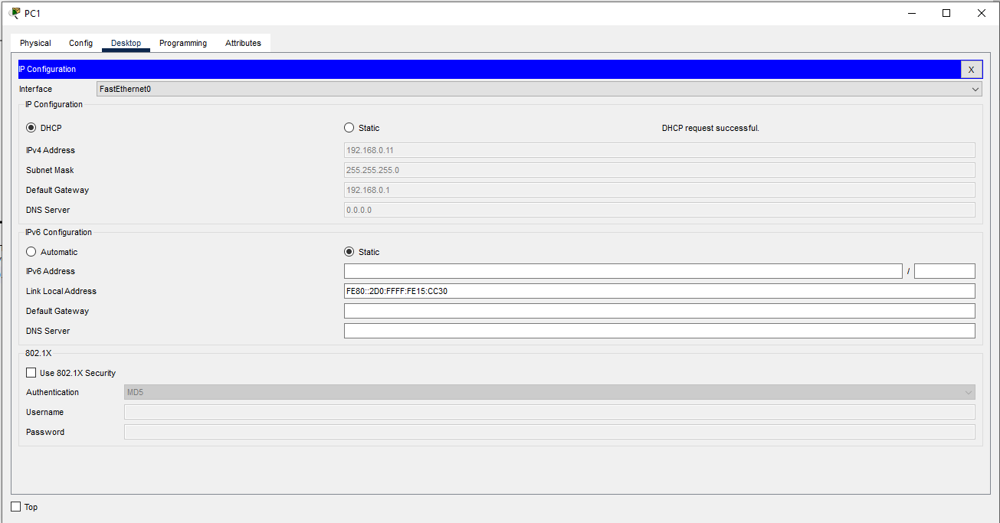 PC1
Physical Config Desktop Programming Attributes
IP Configuration X
Interface FastEthernet0
IP Configuration
DHCP Static DHCP request successful.
IPv4 Address 192.168.0.11
Subnet Mask 255.255.255.0
Default Gateway 192.168.0.1
DNS Server 0.0.0.0
IPv6 Configuration
Automatic Static
IPv6 Address /
Link Local Address FE80::2D0:FFFF:FE15:CC30
Default Gateway
DNS Server
802.1X
Use 802.1X Security
Authentication MD5
Username
Password
Top